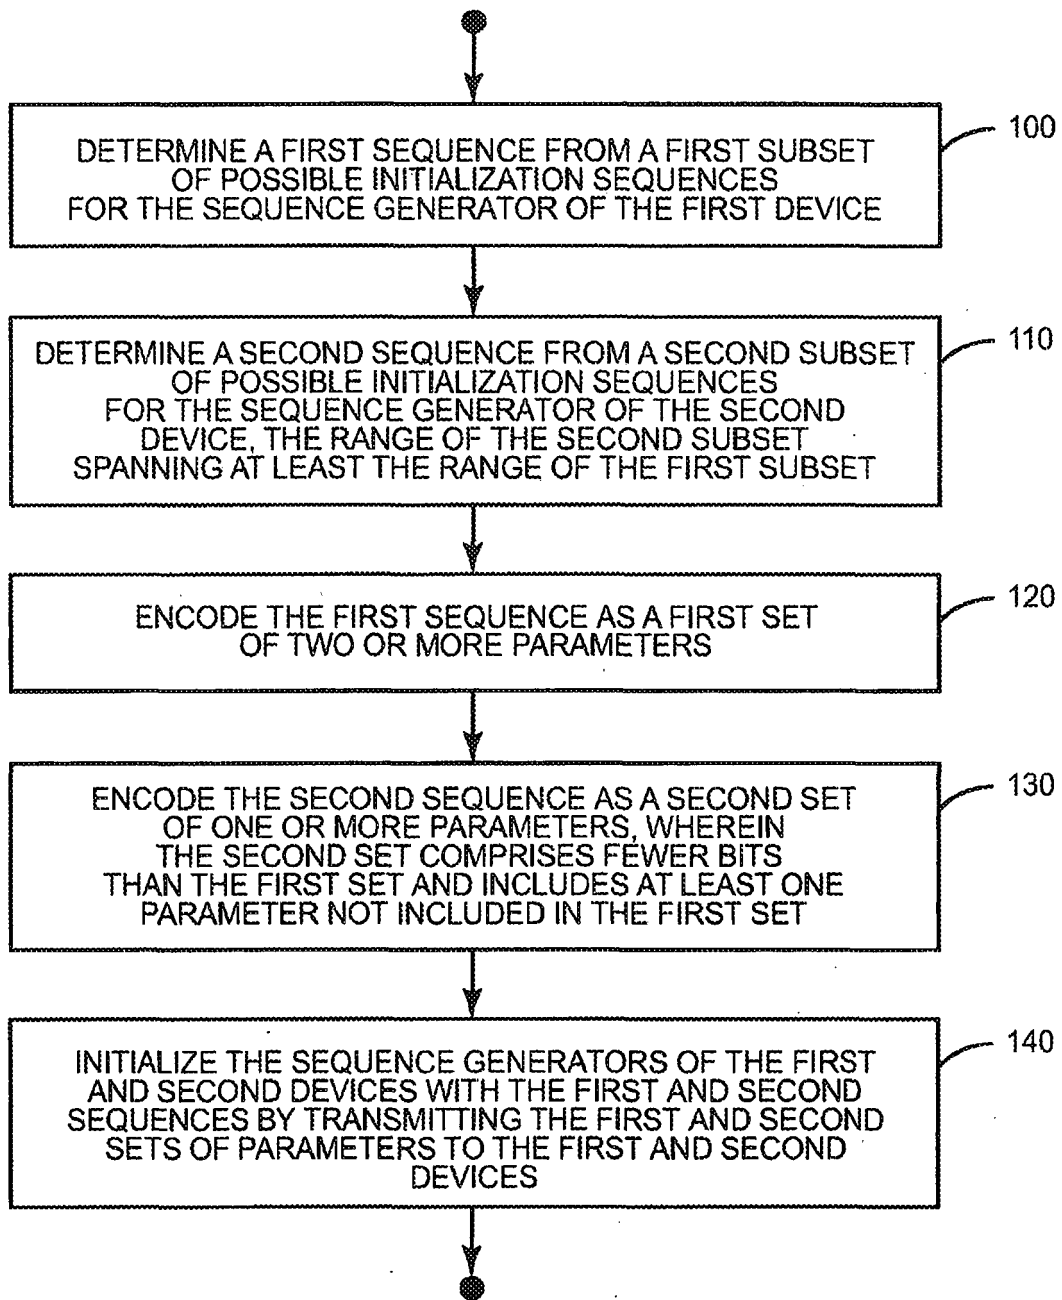 DETERMINE A FIRST SEQUENCE FROM A FIRST SUBSET
OF POSSIBLE INITIALIZATION SEQUENCES
FOR THE SEQUENCE GENERATOR OF THE FIRST DEVICE
100
DETERMINE A SECOND SEQUENCE FROM A SECOND SUBSET
OF POSSIBLE INITIALIZATION SEQUENCES
FOR THE SEQUENCE GENERATOR OF THE SECOND
DEVICE, THE RANGE OF THE SECOND SUBSET
SPANNING AT LEAST THE RANGE OF THE FIRST SUBSET
110
ENCODE THE FIRST SEQUENCE AS A FIRST SET
OF TWO OR MORE PARAMETERS
120
ENCODE THE SECOND SEQUENCE AS A SECOND SET
OF ONE OR MORE PARAMETERS, WHEREIN
THE SECOND SET COMPRISES FEWER BITS
THAN THE FIRST SET AND INCLUDES AT LEAST ONE
PARAMETER NOT INCLUDED IN THE FIRST SET
130
INITIALIZE THE SEQUENCE GENERATORS OF THE FIRST
AND SECOND DEVICES WITH THE FIRST AND SECOND
SEQUENCES BY TRANSMITTING THE FIRST AND SECOND
SETS OF PARAMETERS TO THE FIRST AND SECOND
DEVICES
140